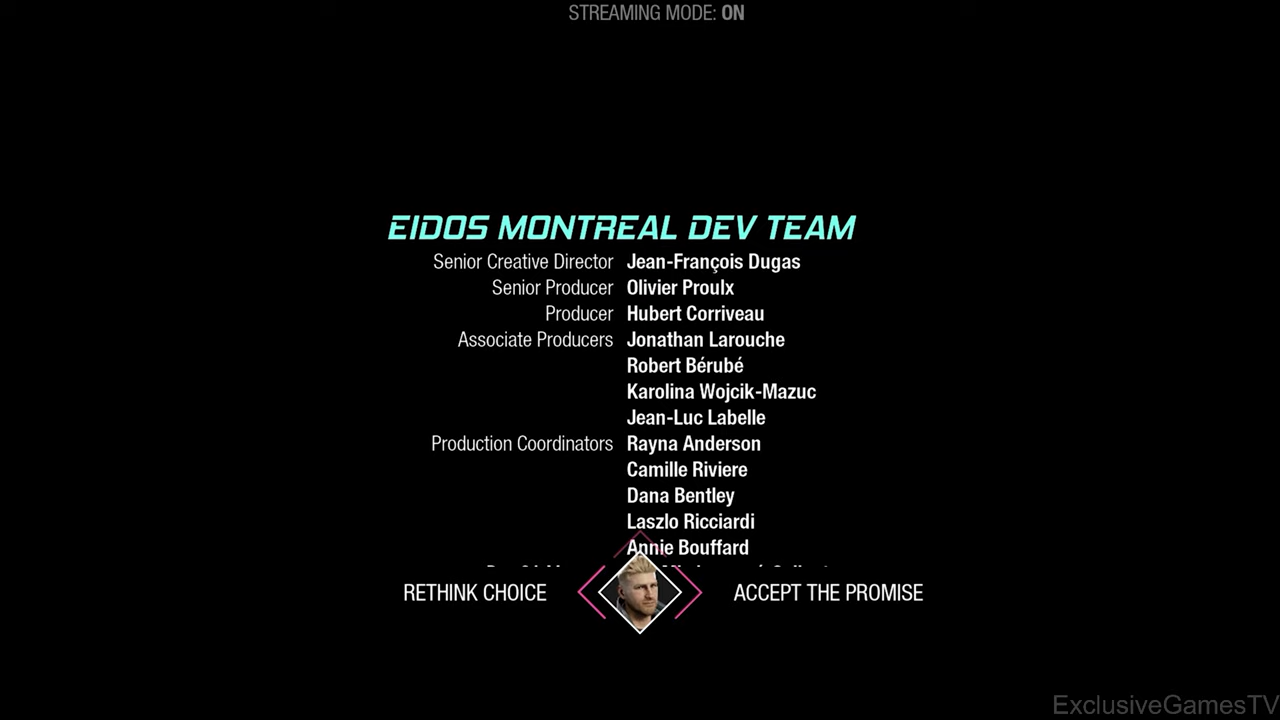 STREAMING MODE: ON
EIDOS MONTREAL DEV TEAM
Senior Creative Director Jean-François Dugas
Senior Producer Olivier Proulx
Producer Hubert Corriveau
Associate Producers Jonathan Larouche
Robert Bérubé
Karolina Wojcik-Mazuc
Jean-Luc Labelle
Production Coordinators Rayna Anderson
Camille Riviere
Dana Bentley
Laszlo Ricciardi
Annie Bouffard
RETHINK CHOICE ACCEPT THE PROMISE
ExclusiveGamesTV